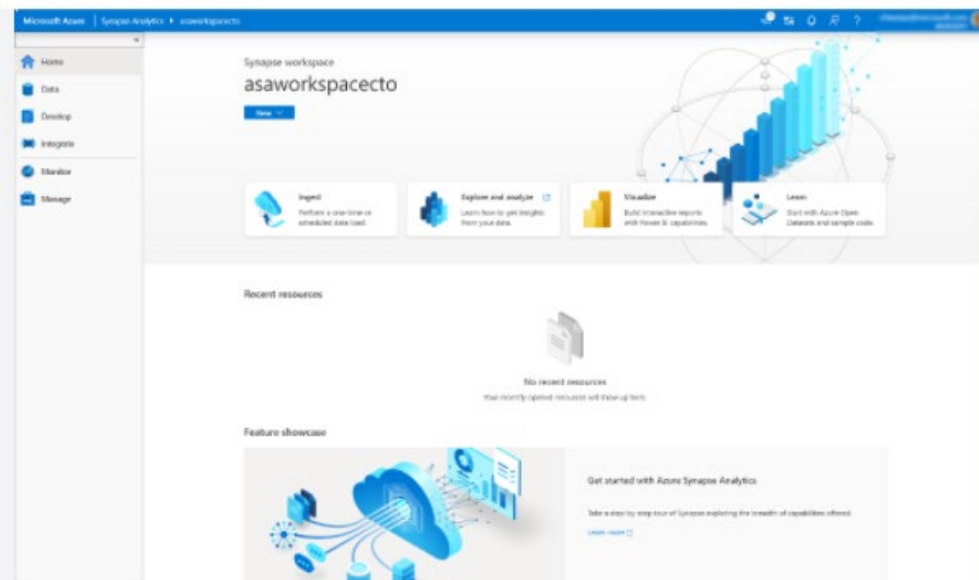 Microsoft Azure | Synapse Analytics ▸ asaworkspacecto
«
Home
Data
Develop
Integrate
Monitor
Manage
Synapse workspace
asaworkspacecto
New
Ingest
Perform a one-time or
scheduled data load.
Explore and analyze
Learn how to get insights
from your data.
Visualize
Build interactive reports
with Power BI capabilities.
Learn
Start with Azure Open
Datasets and sample code.
Recent resources
No recent resources
Your recently opened resources will show up here.
Feature showcase
Get started with Azure Synapse Analytics
Take a step-by-step tour of Synapse exploring the breadth of capabilities offered.
Learn more